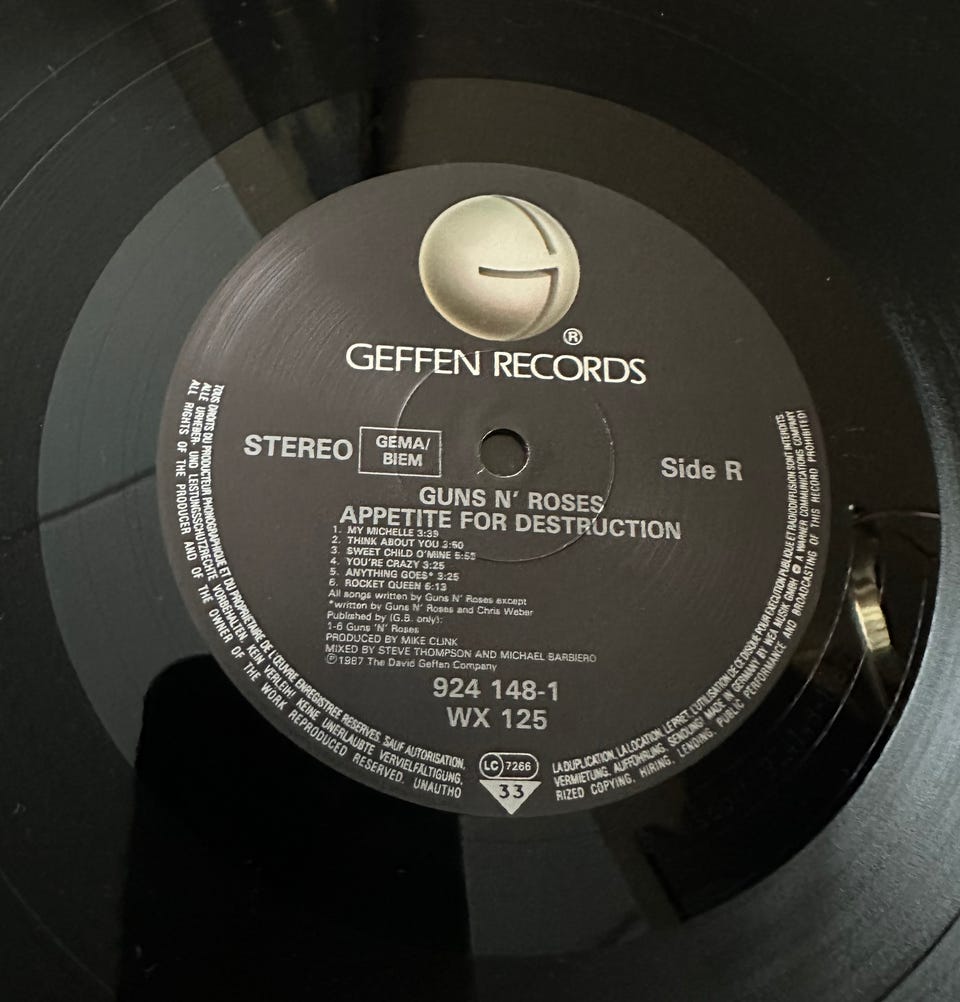 ®
GEFFEN RECORDS
STEREO
GEMA/
BIEM
Side R
GUNS N' ROSES
APPETITE FOR DESTRUCTION
1. MY MICHELLE 3:39
2. THINK ABOUT YOU 3:50
3. SWEET CHILD O'MINE 5:55
4. YOU'RE CRAZY 3:25
5. ANYTHING GOES* 3:25
6. ROCKET QUEEN 6:13
All songs written by Guns N' Roses except
*written by Guns N' Roses and Chris Weber
Published by (G.B. only):
1-6 Guns 'N' Roses
PRODUCED BY MIKE CLINK
MIXED BY STEVE THOMPSON AND MICHAEL BARBIERO
Ⓟ1987 The David Geffen Company
924 148-1
WX 125
LC 7266
33
TOUS DROITS DU PRODUCTEUR PHONOGRAPHIQUE ET DU PROPRIETAIRE DE L'ŒUVRE ENREGISTREE RESERVES. SAUF AUTORISATION,
LA DUPLICATION, LA LOCATION, LE PRET, L'UTILISATION DE CE DISQUE POUR EXECUTION PUBLIQUE ET RADIODIFFUSION SONT INTERDITS.
ALLE URHEBER- UND LEISTUNGSSCHUTZRECHTE VORBEHALTEN. KEIN VERLEIH! KEINE UNERLAUBTE VERVIELFÄLTIGUNG,
VERMIETUNG, AUFFÜHRUNG, SENDUNG! MADE IN GERMANY BY WEA MUSIK GMBH A WARNER COMMUNICATIONS COMPANY!
ALL RIGHTS OF THE PRODUCER AND OF THE OWNER OF THE WORK REPRODUCED RESERVED. UNAUTHO
RIZED COPYING, HIRING, LENDING, PUBLIC PERFORMANCE AND BROADCASTING OF THIS RECORD PROHIBITED!